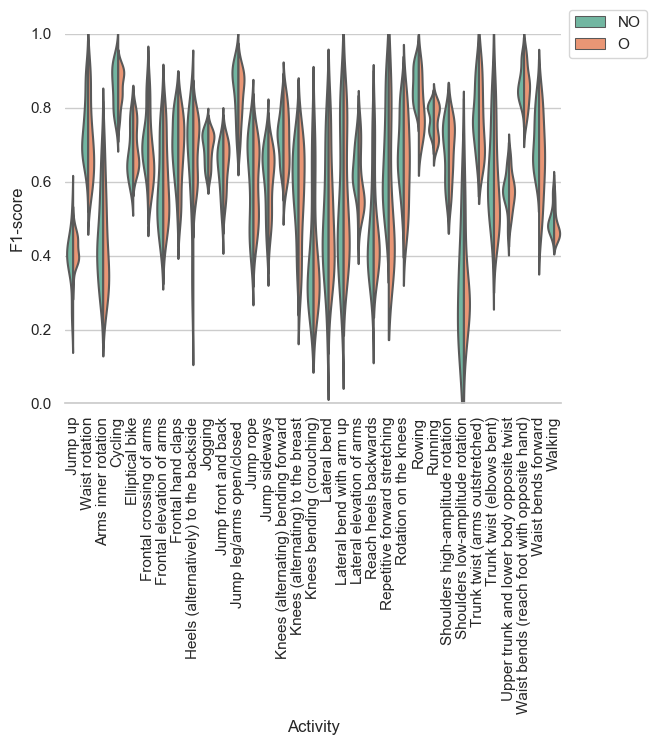 NO
O
1.0
0.8
0.6
0.4
0.2
0.0
F1-score
Jump up
Waist rotation
Arms inner rotation
Cycling
Elliptical bike
Frontal crossing of arms
Frontal elevation of arms
Frontal hand claps
Heels (alternatively) to the backside
Jogging
Jump front and back
Jump leg/arms open/closed
Jump rope
Jump sideways
Knees (alternating) bending forward
Knees (alternating) to the breast
Knees bending (crouching)
Lateral bend
Lateral bend with arm up
Lateral elevation of arms
Reach heels backwards
Repetitive forward stretching
Rotation on the knees
Rowing
Running
Shoulders high-amplitude rotation
Shoulders low-amplitude rotation
Trunk twist (arms outstretched)
Trunk twist (elbows bent)
Upper trunk and lower body opposite twist
Waist bends (reach foot with opposite hand)
Waist bends forward
Walking
Activity